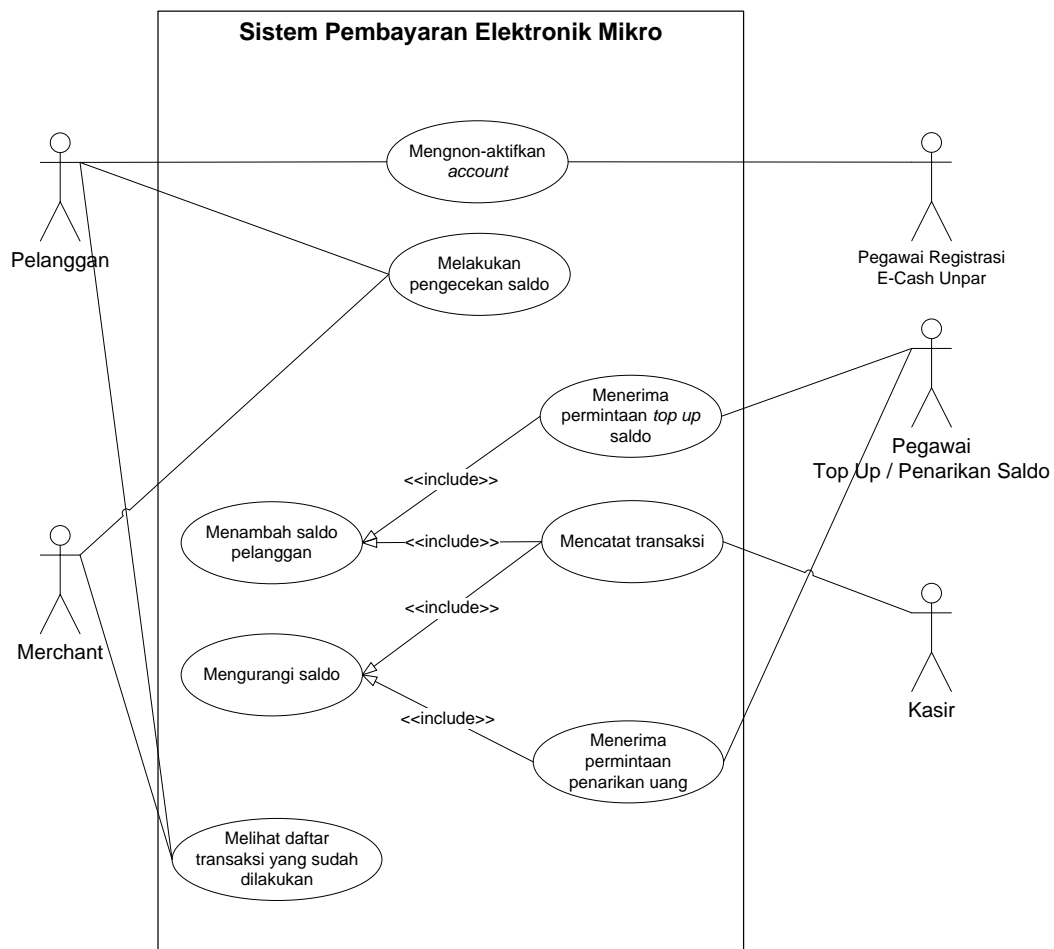 Sistem Pembayaran Elektronik Mikro
Mengnon-aktifkan
account
Pelanggan
Pegawai Registrasi
E-Cash Unpar
Melakukan
pengecekan saldo
Menerima
permintaan top up
saldo
Pegawai
Top Up / Penarikan Saldo
<<include>>
Menambah saldo
pelanggan
<<include>>
Mencatat transaksi
<<include>>
Merchant
Mengurangi saldo
Kasir
<<include>>
Menerima
permintaan
penarikan uang
Melihat daftar
transaksi yang sudah
dilakukan